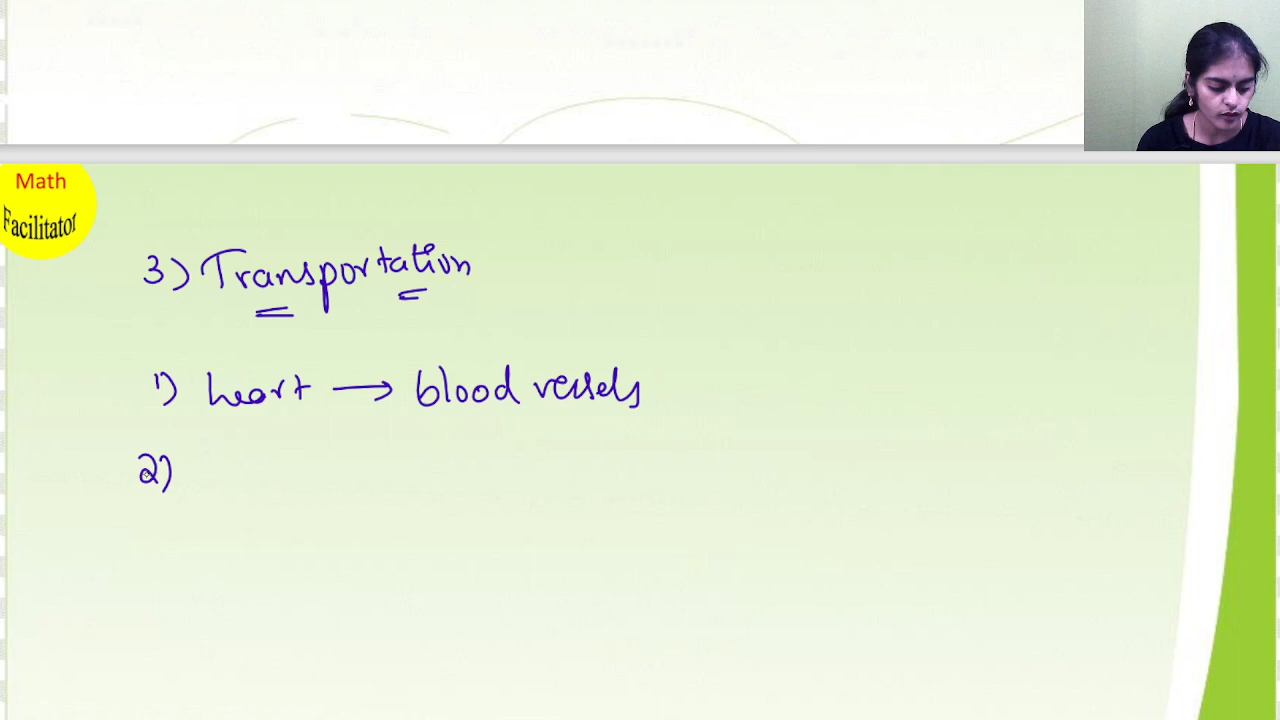 Math
Facilitator
3) Transportation
1) heart → blood vessels
2)